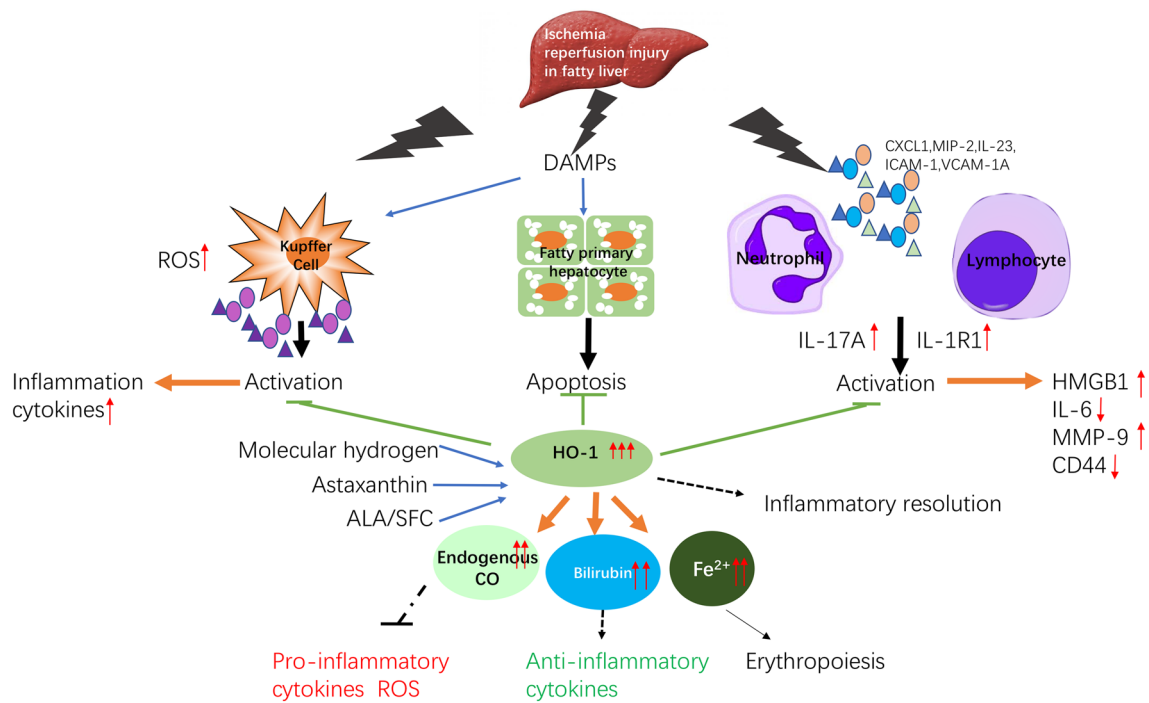 Ischemia
reperfusion injury
in fatty liver
DAMPs
CXCL1,MIP-2,IL-23,
ICAM-1,VCAM-1A
ROS
Kupffer
Cell
Fatty primary
hepatocyte
Neutrophil
Lymphocyte
IL-17A
IL-1R1
Inflammation
cytokines
Activation
Apoptosis
Activation
HMGB1
IL-6
MMP-9
CD44
Molecular hydrogen
Astaxanthin
ALA/SFC
HO-1
Inflammatory resolution
Endogenous
CO
Bilirubin
Fe²⁺
Pro-inflammatory
cytokines ROS
Anti-inflammatory
cytokines
Erythropoiesis